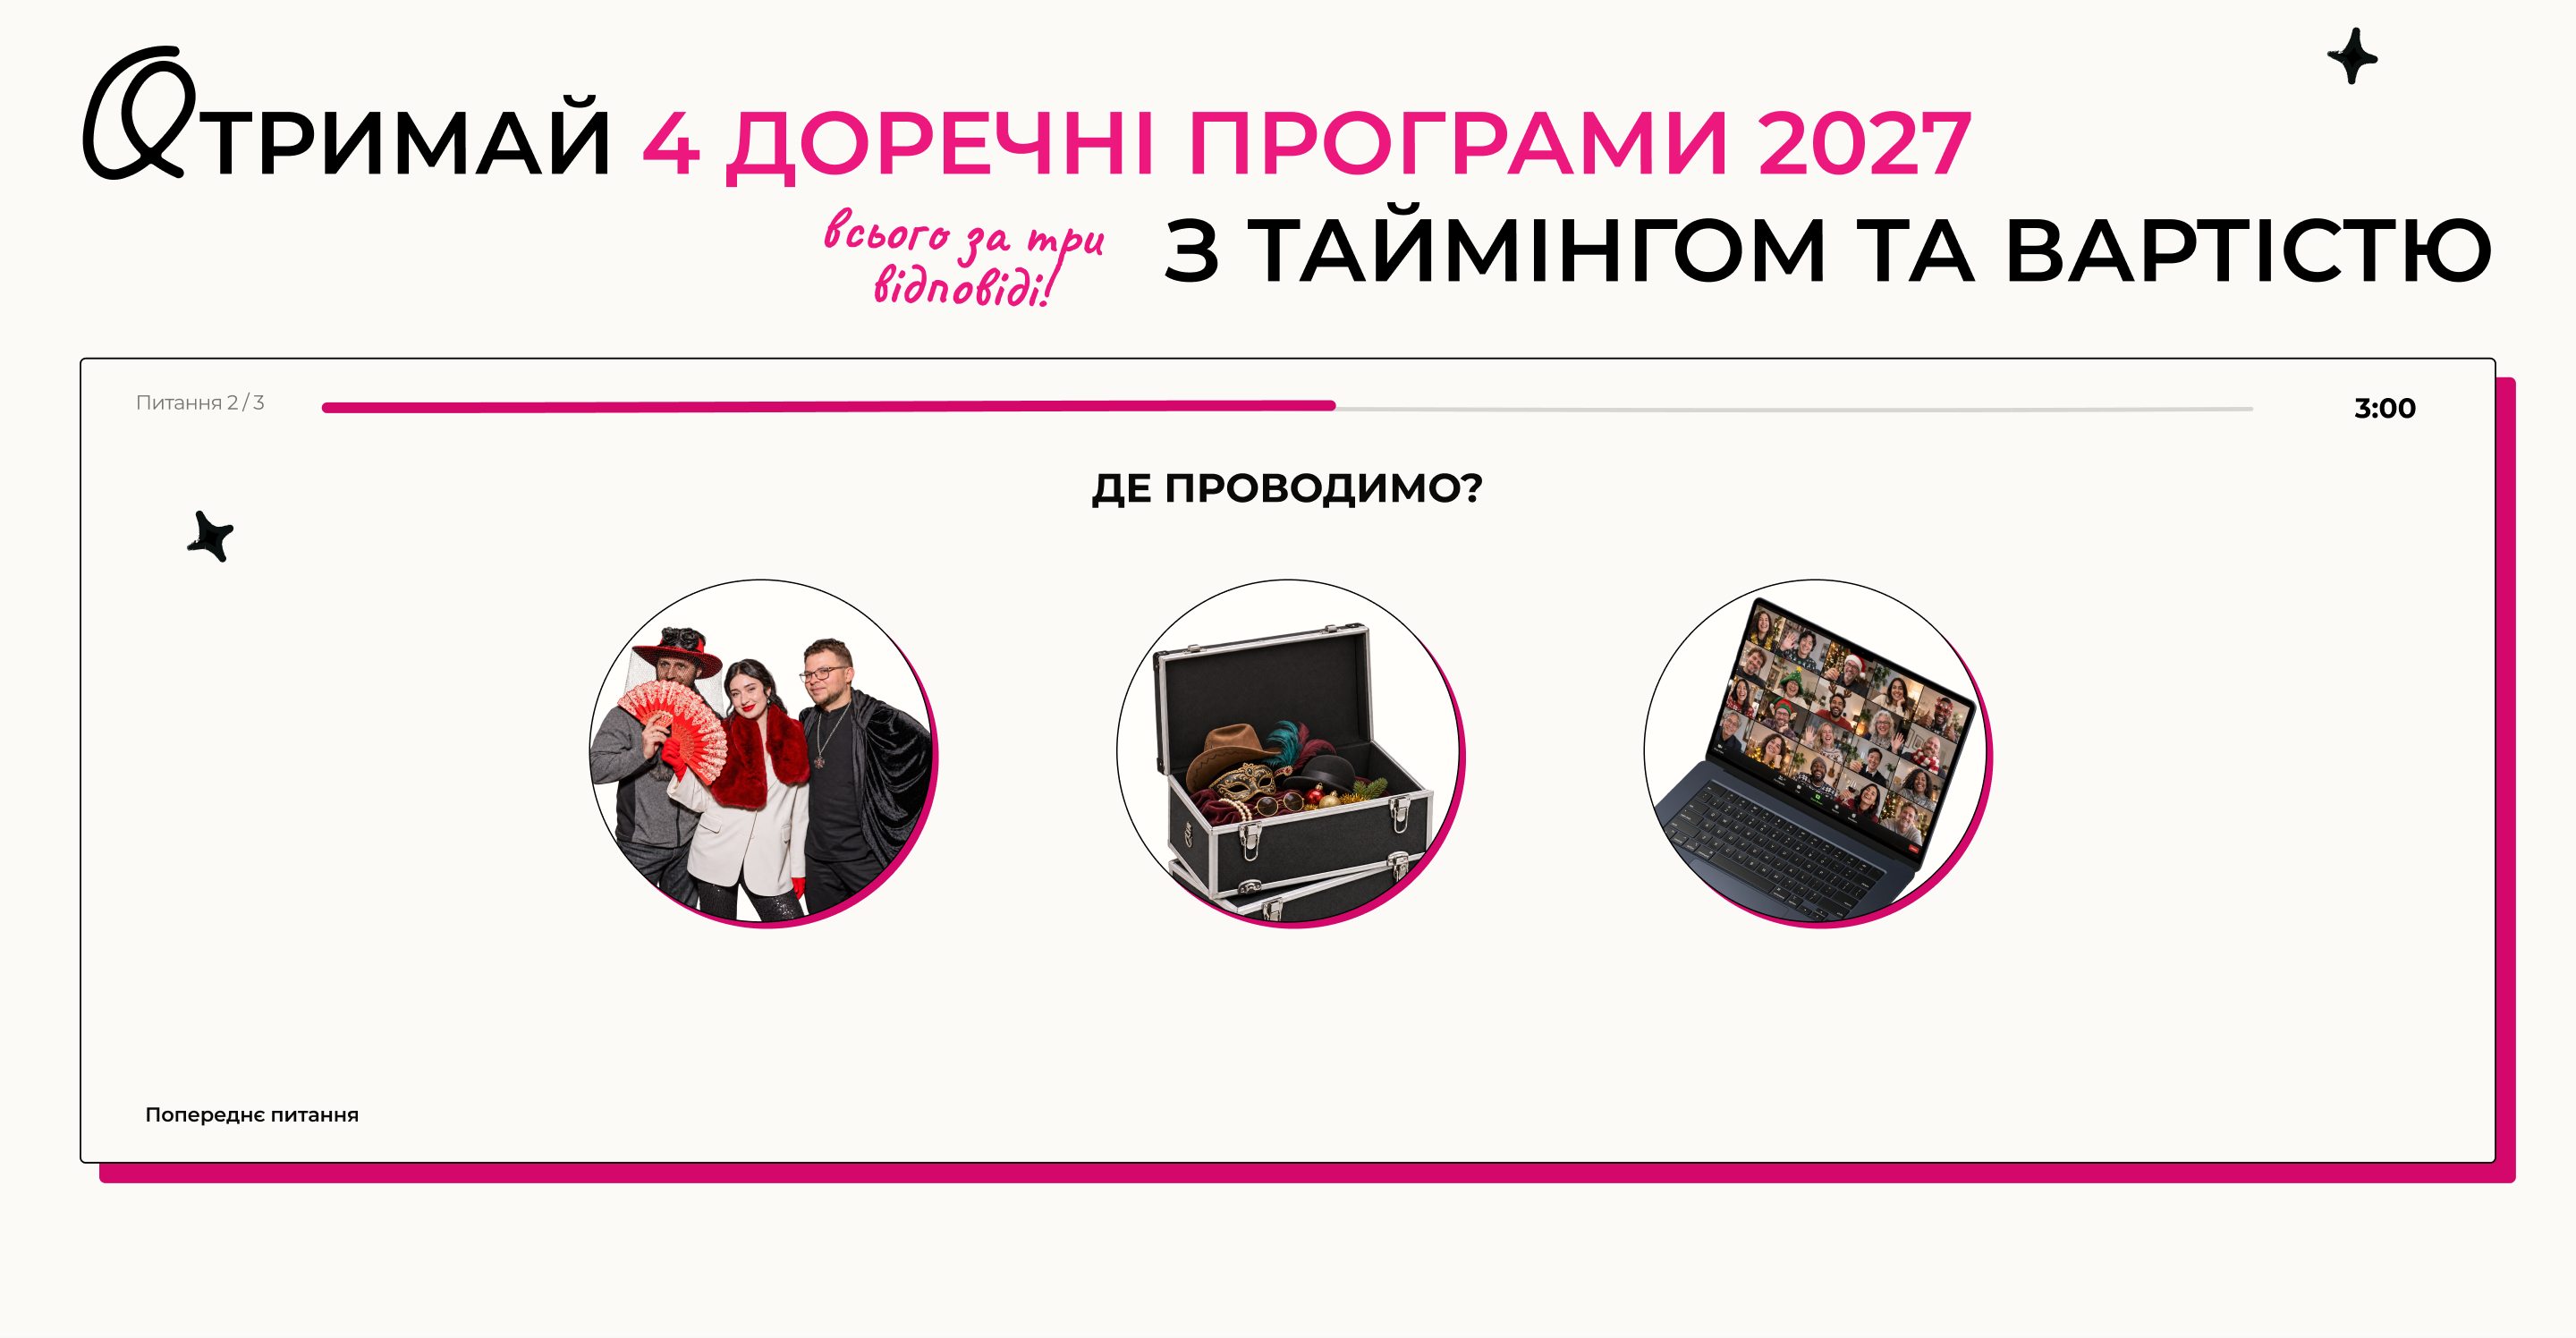 ОТРИМАЙ 4 ДОРЕЧНІ ПРОГРАМИ 2027
всього за три
відповіді!
З ТАЙМІНГОМ ТА ВАРТІСТЮ
Питання 2 / 3
3:00
ДЕ ПРОВОДИМО?
Попереднє питання